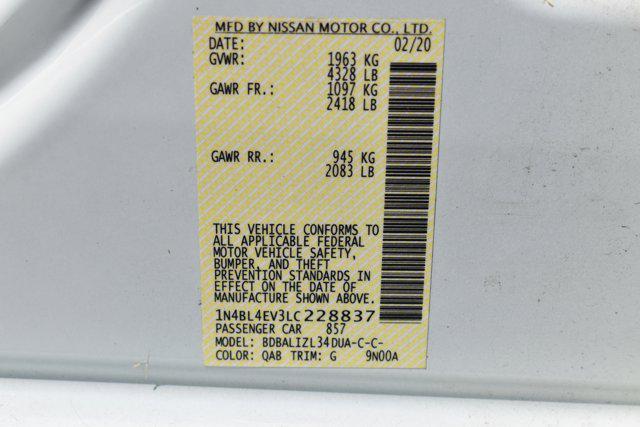 MFD BY NISSAN MOTOR CO., LTD.
DATE: 02/20
GVWR: 1963 KG
4328 LB
GAWR FR.: 1097 KG
2418 LB
GAWR RR.: 945 KG
2083 LB
THIS VEHICLE CONFORMS TO
ALL APPLICABLE FEDERAL
MOTOR VEHICLE SAFETY,
BUMPER, AND THEFT
PREVENTION STANDARDS IN
EFFECT ON THE DATE OF
MANUFACTURE SHOWN ABOVE.
1N4BL4EV3LC228837
PASSENGER CAR 857
MODEL: BDBALIZL34DUA-C-C-
COLOR: QAB TRIM: G 9N00A